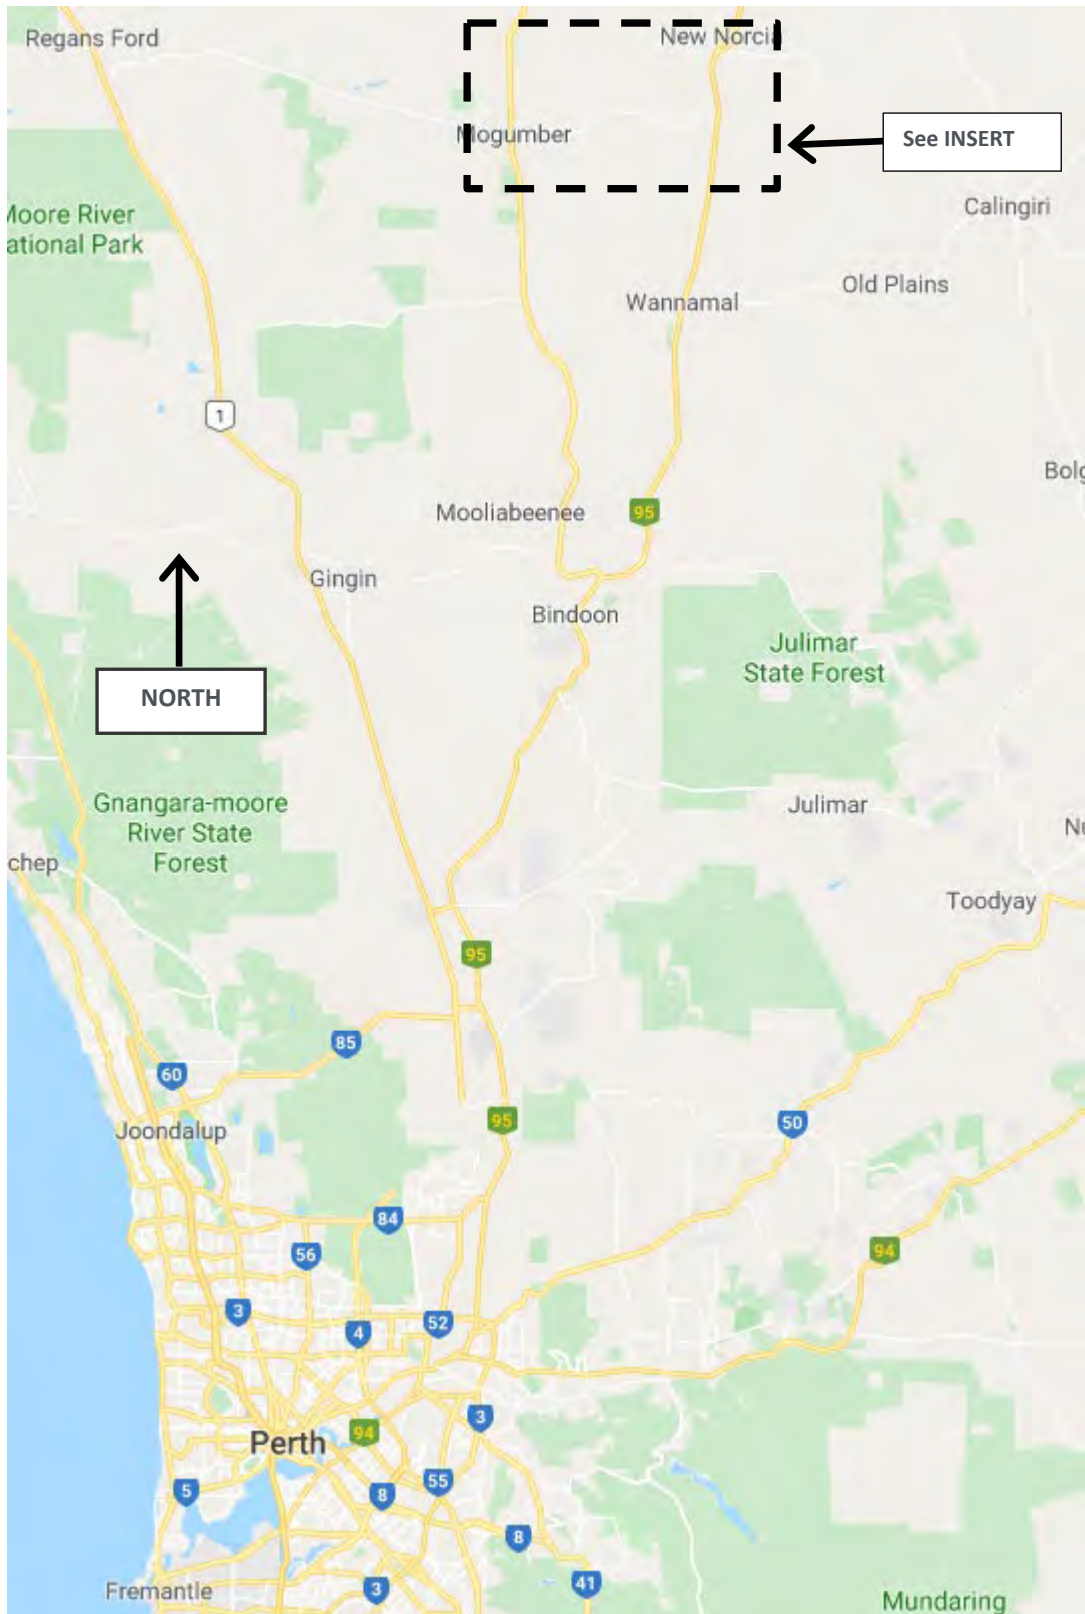 Regans Ford
New Norcia
Mogumber
See INSERT
Moore River
ational Park
Calingiri
Old Plains
Wannamal
1
Bolg
Mooliabeenee
95
Gingin
Bindoon
Julimar
State Forest
NORTH
Gnangara-moore
River State
Forest
Julimar
Nu
chep
Toodyay
95
85
60
95
50
Joondalup
84
56
94
3
4
52
3
Perth
94
5
8
55
8
Fremantle
3
41
Mundaring